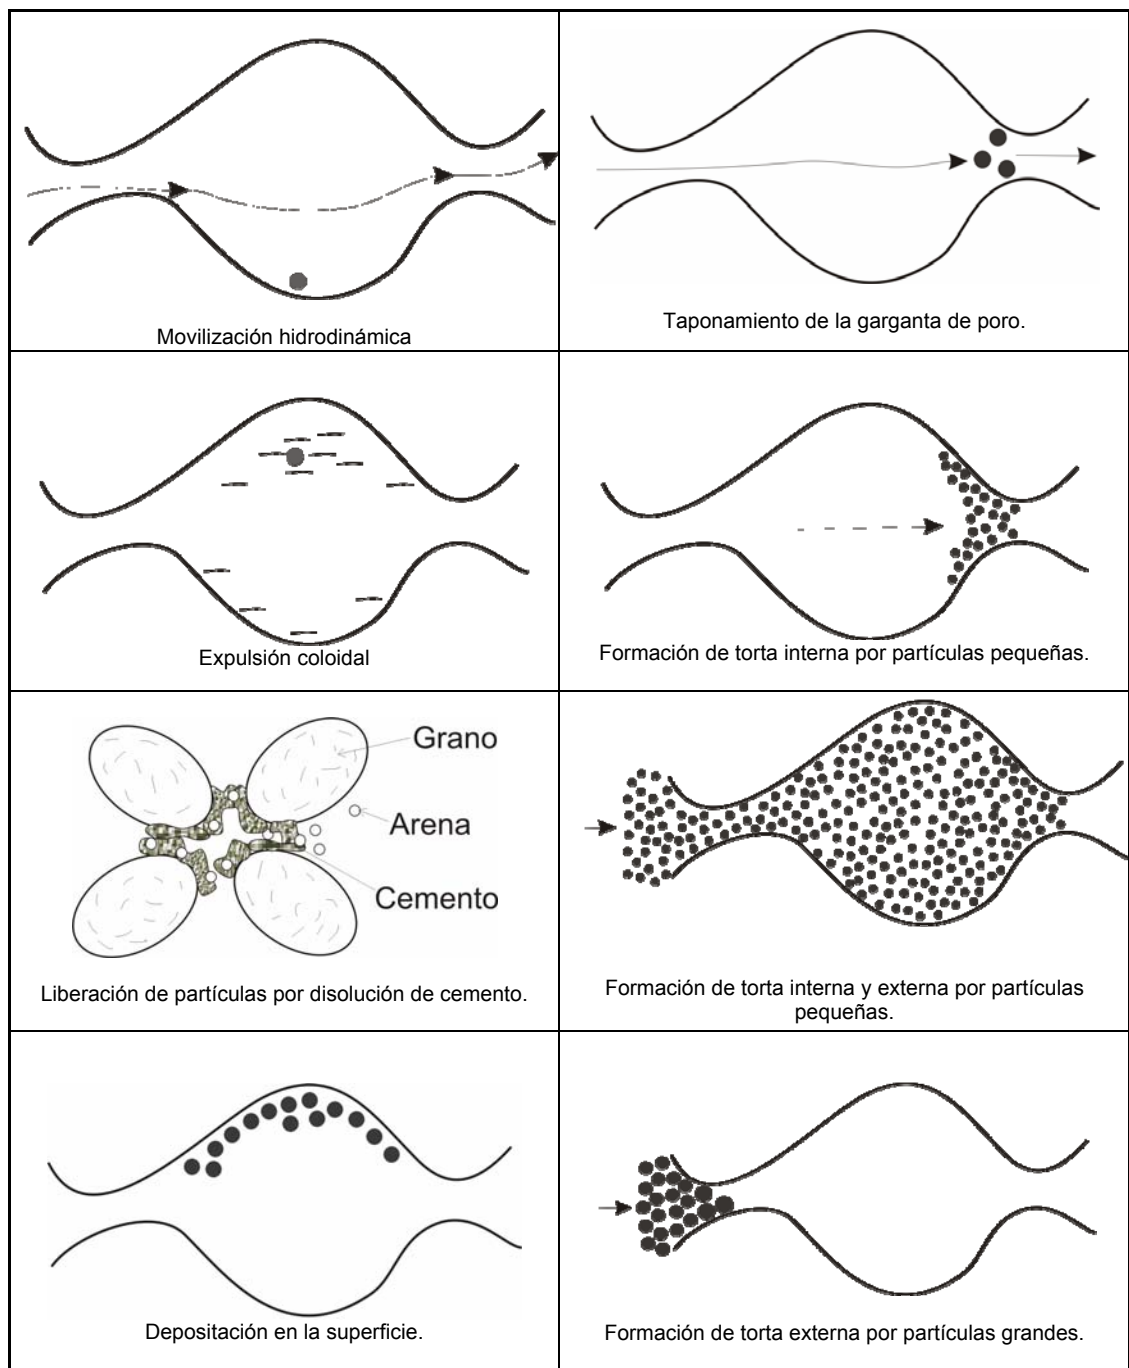 Movilización hidrodinámica
Taponamiento de la garganta de poro.
Expulsión coloidal
Formación de torta interna por partículas pequeñas.
Grano
Arena
Cemento
Liberación de partículas por disolución de cemento.
Formación de torta interna y externa por partículas
pequeñas.
Depositación en la superficie.
Formación de torta externa por partículas grandes.